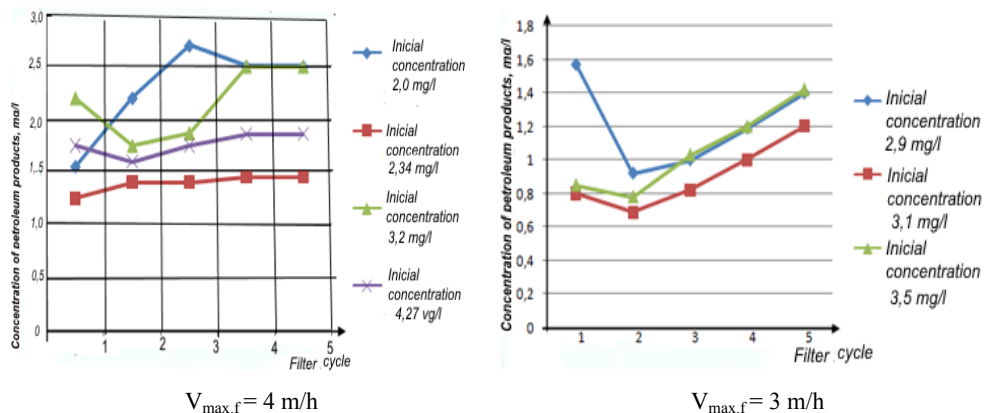 3,0
2,5
2,0
1,5
1,0
0,5
0
1 2 3 4 5
Concentration of petroleum products, mg/l
Filter cycle
Inicial
concentration
2,0 mg/l
Inicial
concentration
2,34 mg/l
Inicial
concentration
3,2 mg/l
Inicial
concentration
4,27 vg/l
Vmax.f = 4 m/h
1,8
1,6
1,4
1,2
1
0,8
0,6
0,4
0,2
0
1 2 3 4 5
Concentration of petroleum products, mg/l
Filter cycle
Inicial
concentration
2,9 mg/l
Inicial
concentration
3,1 mg/l
Inicial
concentration
3,5 mg/l
Vmax.f = 3 m/h